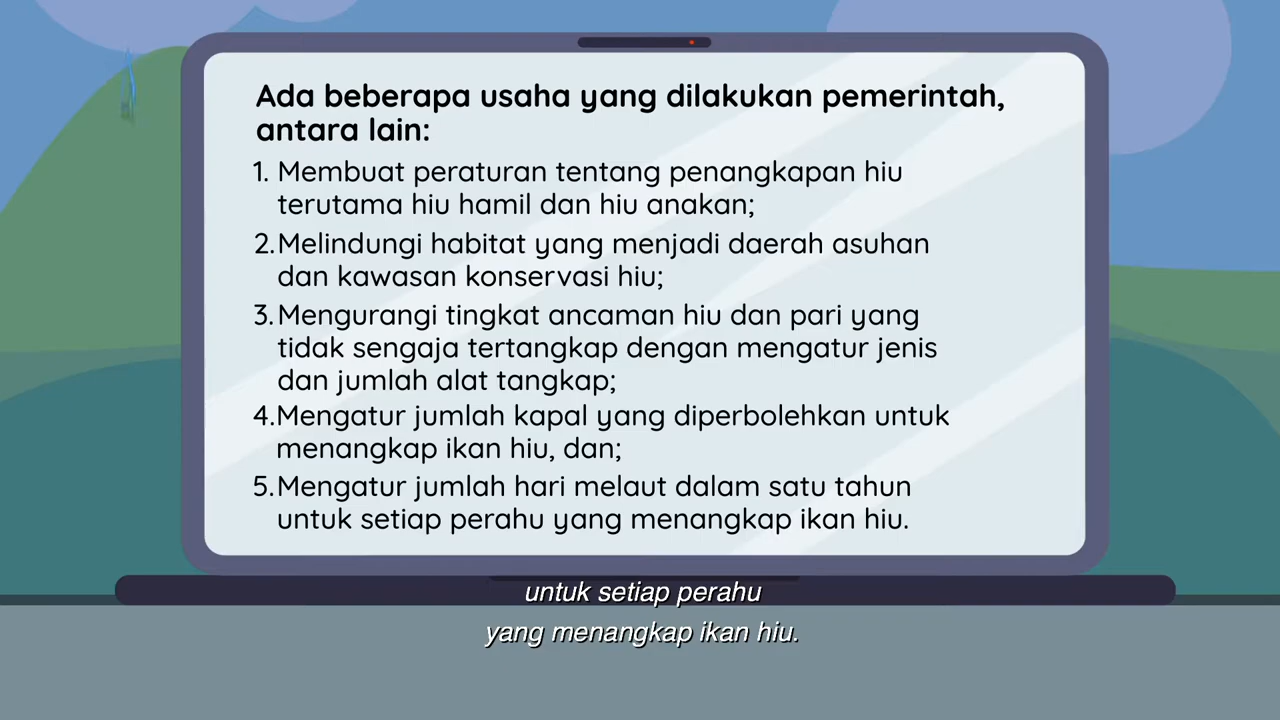 Ada beberapa usaha yang dilakukan pemerintah,
antara lain:
1. Membuat peraturan tentang penangkapan hiu
terutama hiu hamil dan hiu anakan;
2.Melindungi habitat yang menjadi daerah asuhan
dan kawasan konservasi hiu;
3.Mengurangi tingkat ancaman hiu dan pari yang
tidak sengaja tertangkap dengan mengatur jenis
dan jumlah alat tangkap;
4.Mengatur jumlah kapal yang diperbolehkan untuk
menangkap ikan hiu, dan;
5.Mengatur jumlah hari melaut dalam satu tahun
untuk setiap perahu yang menangkap ikan hiu.
untuk setiap perahu
yang menangkap ikan hiu.